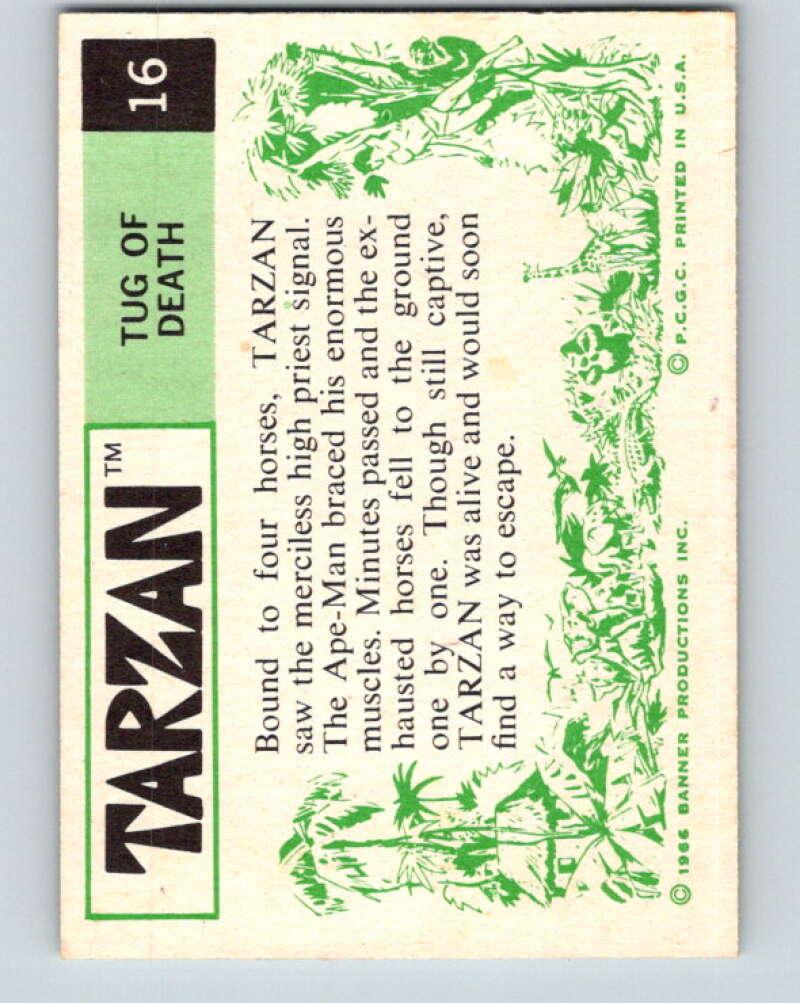 TARZAN™
TUG OF
DEATH
16
Bound to four horses, TARZAN
saw the merciless high priest signal.
The Ape-Man braced his enormous
muscles. Minutes passed and the ex-
hausted horses fell to the ground
one by one. Though still captive,
TARZAN was alive and would soon
find a way to escape.
© 1966 BANNER PRODUCTIONS INC. © P.C.G.C. PRINTED IN U.S.A.